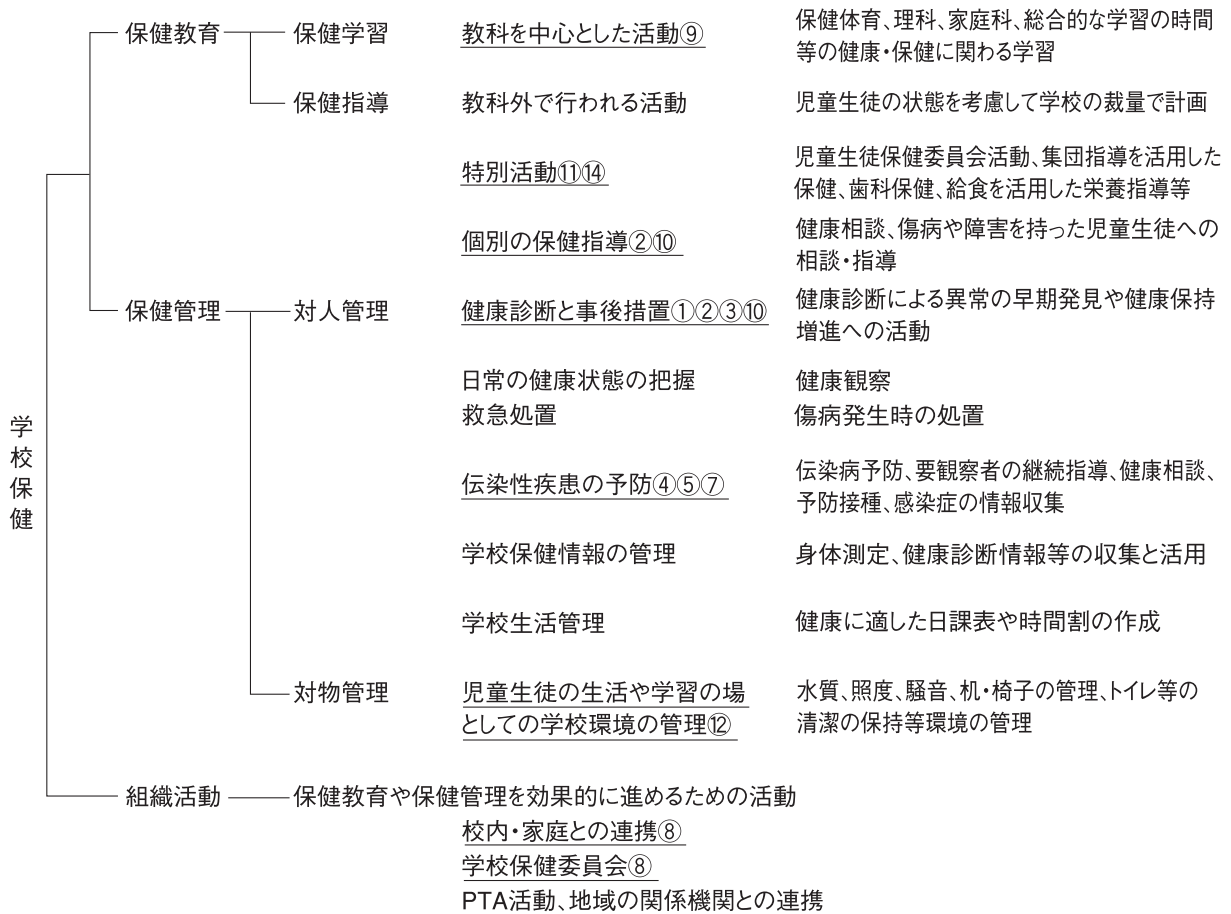 学校保健
保健教育 保健学習 教科を中心とした活動⑨ 保健体育、理科、家庭科、総合的な学習の時間
等の健康・保健に関わる学習
保健指導 教科外で行われる活動 児童生徒の状態を考慮して学校の裁量で計画
特別活動⑪⑭ 児童生徒保健委員会活動、集団指導を活用した
保健、歯科保健、給食を活用した栄養指導等
個別の保健指導②⑩ 健康相談、傷病や障害を持った児童生徒への
相談・指導
保健管理 対人管理 健康診断と事後措置①②③⑩ 健康診断による異常の早期発見や健康保持
増進への活動
日常の健康状態の把握 健康観察
救急処置 傷病発生時の処置
伝染性疾患の予防④⑤⑦ 伝染病予防、要観察者の継続指導、健康相談、
予防接種、感染症の情報収集
学校保健情報の管理 身体測定、健康診断情報等の収集と活用
学校生活管理 健康に適した日課表や時間割の作成
対物管理 児童生徒の生活や学習の場 水質、照度、騒音、机・椅子の管理、トイレ等の
としての学校環境の管理⑫ 清潔の保持等環境の管理
組織活動 保健教育や保健管理を効果的に進めるための活動
校内・家庭との連携⑧
学校保健委員会⑧
PTA活動、地域の関係機関との連携